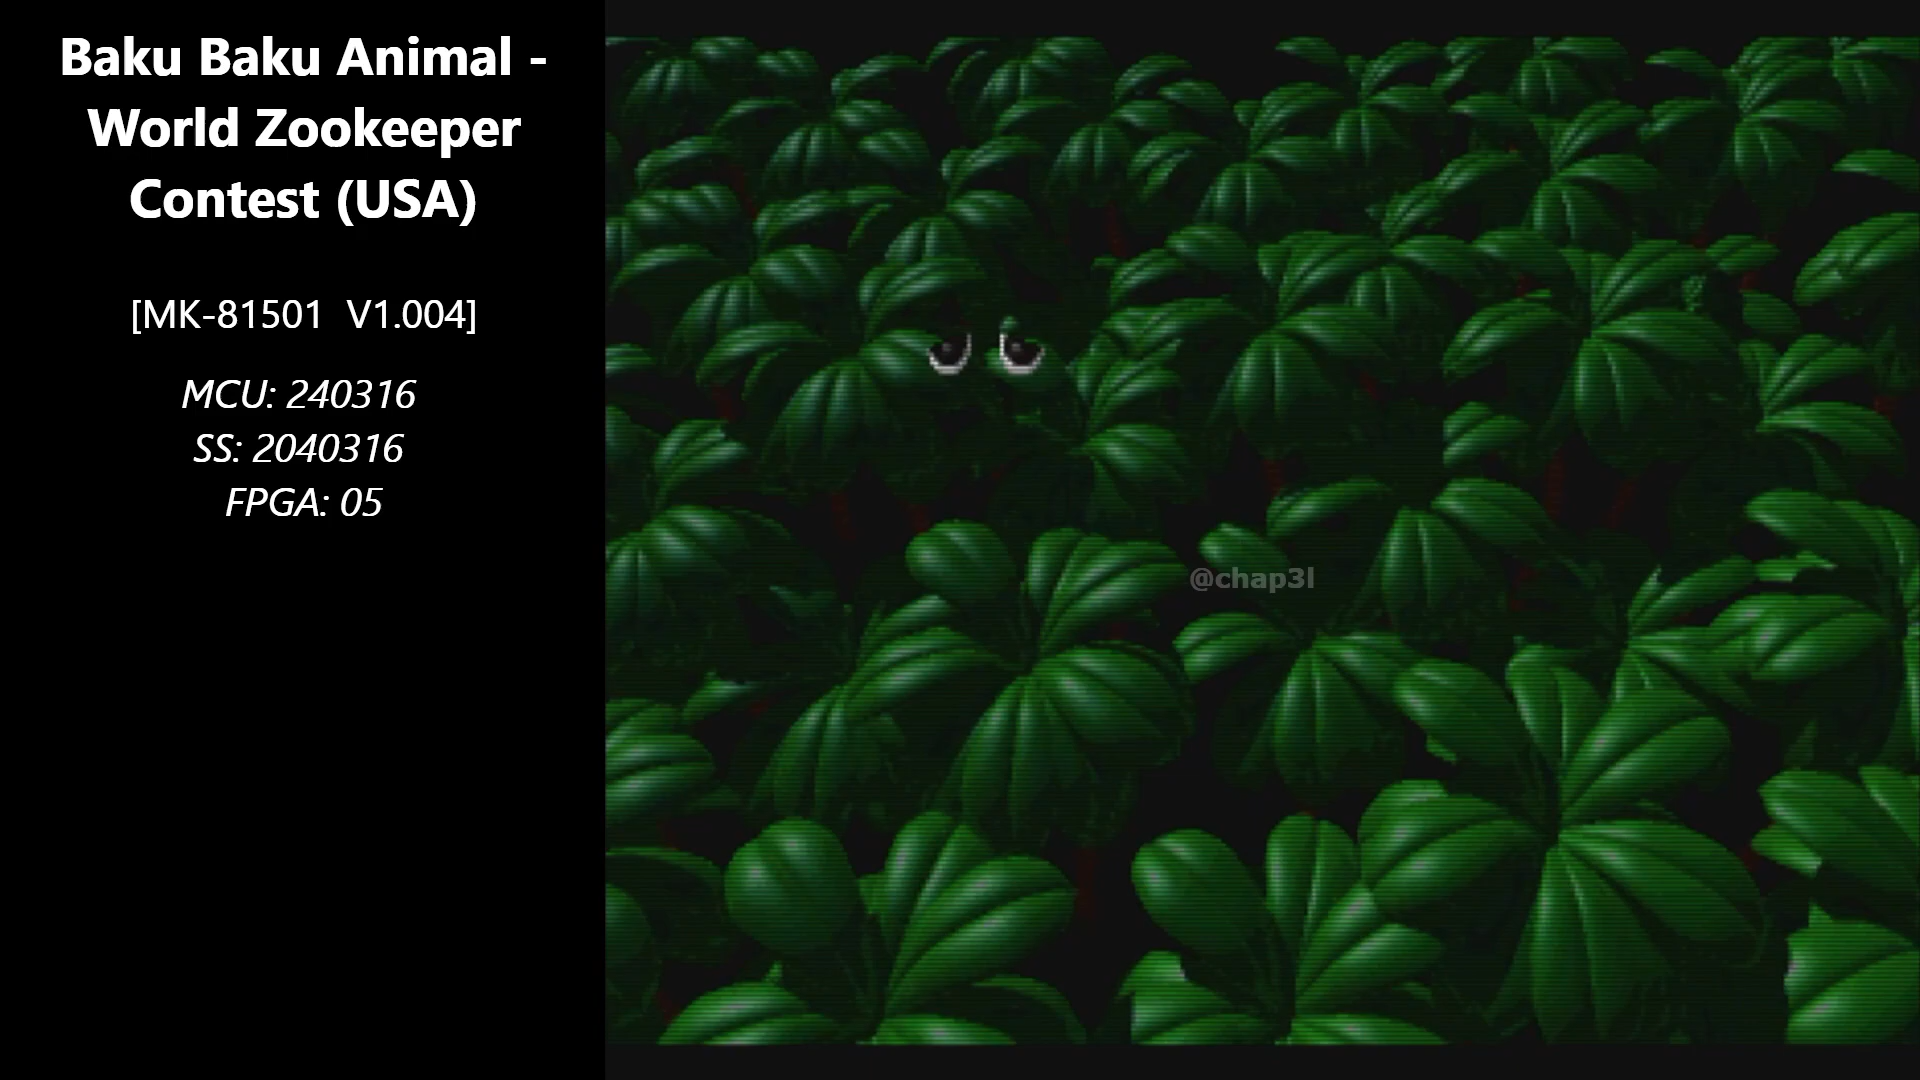 Baku Baku Animal -
World Zookeeper
Contest (USA)
[MK-81501  V1.004]
MCU: 240316
SS: 2040316
FPGA: 05
@chap3l